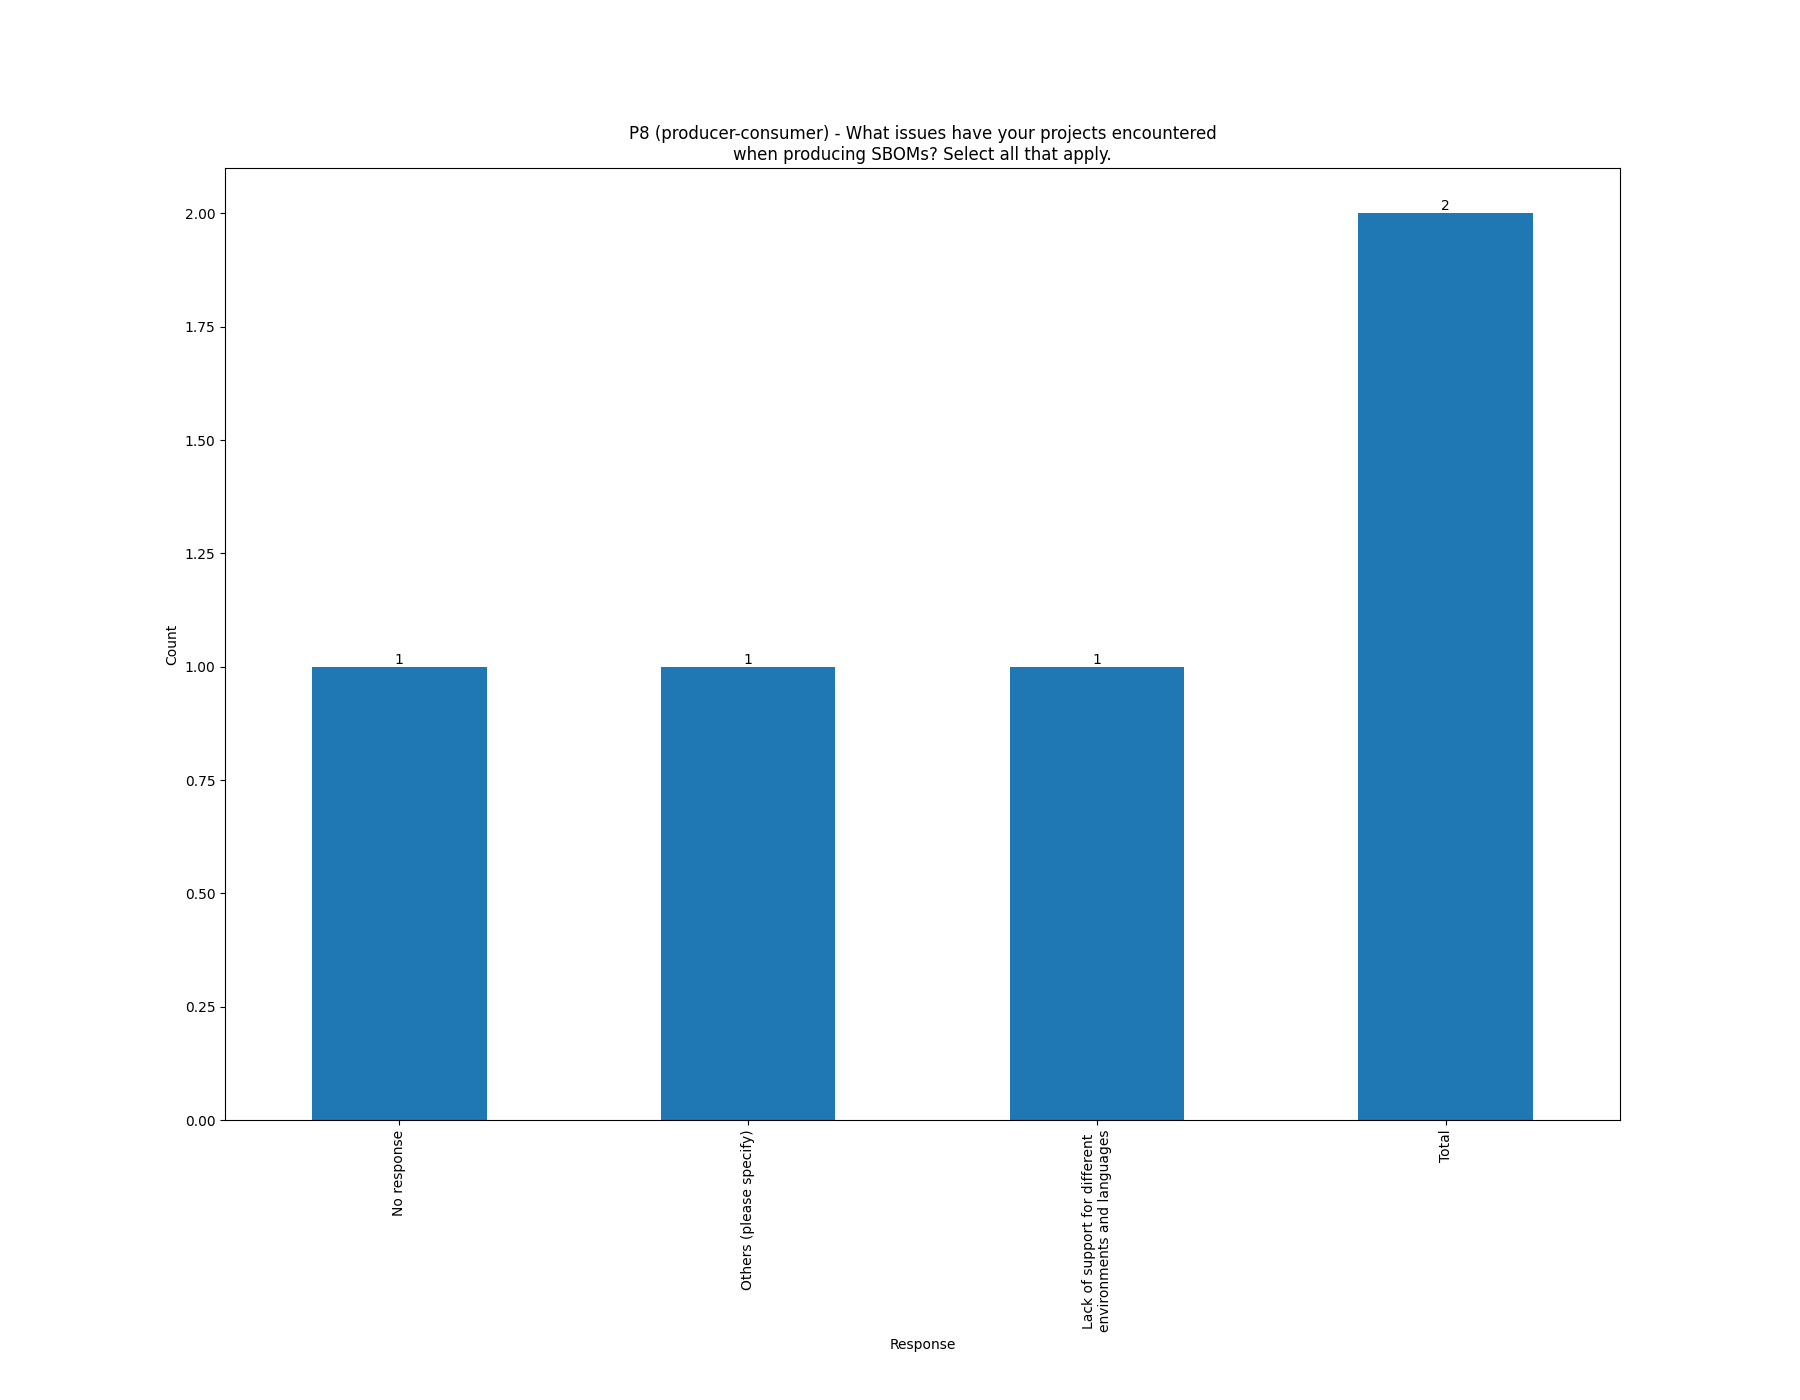 P8 (producer-consumer) - What issues have your projects encountered
when producing SBOMs? Select all that apply.
2.00
1.75
1.50
1.25
1.00
0.75
0.50
0.25
0.00
Count
1
1
1
2
No response
Others (please specify)
Lack of support for different
environments and languages
Total
Response